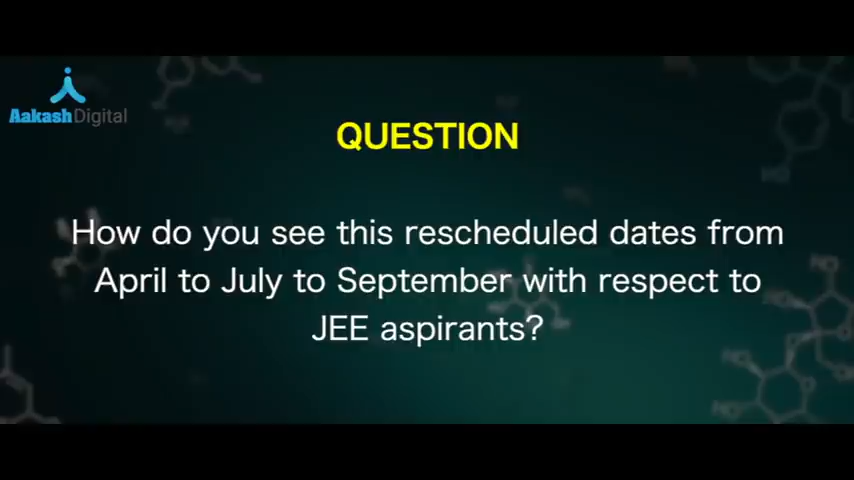 AakashDigital
QUESTION
How do you see this rescheduled dates from
April to July to September with respect to
JEE aspirants?